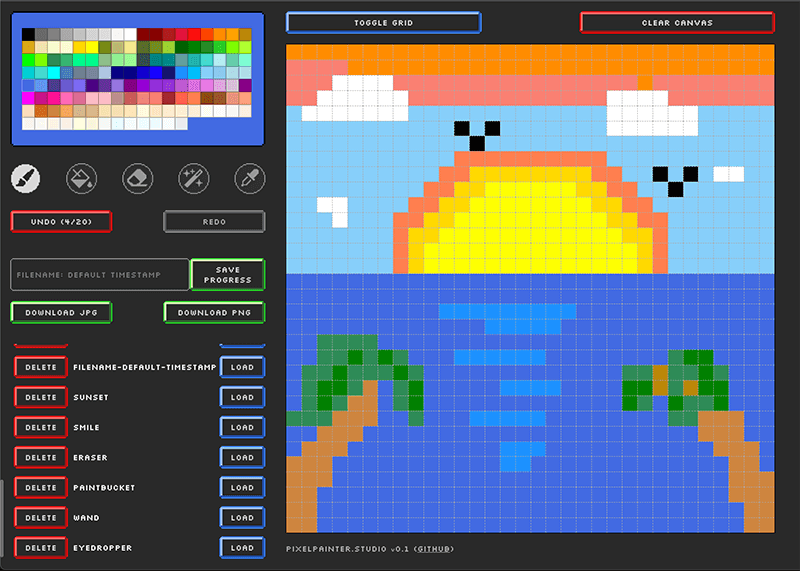 TOGGLE GRID
CLEAR CANVAS
UNDO (4/20)
REDO
FILENAME: DEFAULT TIMESTAMP
SAVE
PROGRESS
DOWNLOAD JPG
DOWNLOAD PNG
DELETE FILENAME-DEFAULT-TIMESTAMP LOAD
DELETE SUNSET LOAD
DELETE SMILE LOAD
DELETE ERASER LOAD
DELETE PAINTBUCKET LOAD
DELETE WAND LOAD
DELETE EYEDROPPER LOAD
PIXELPAINTER.STUDIO v0.1 (GITHUB)